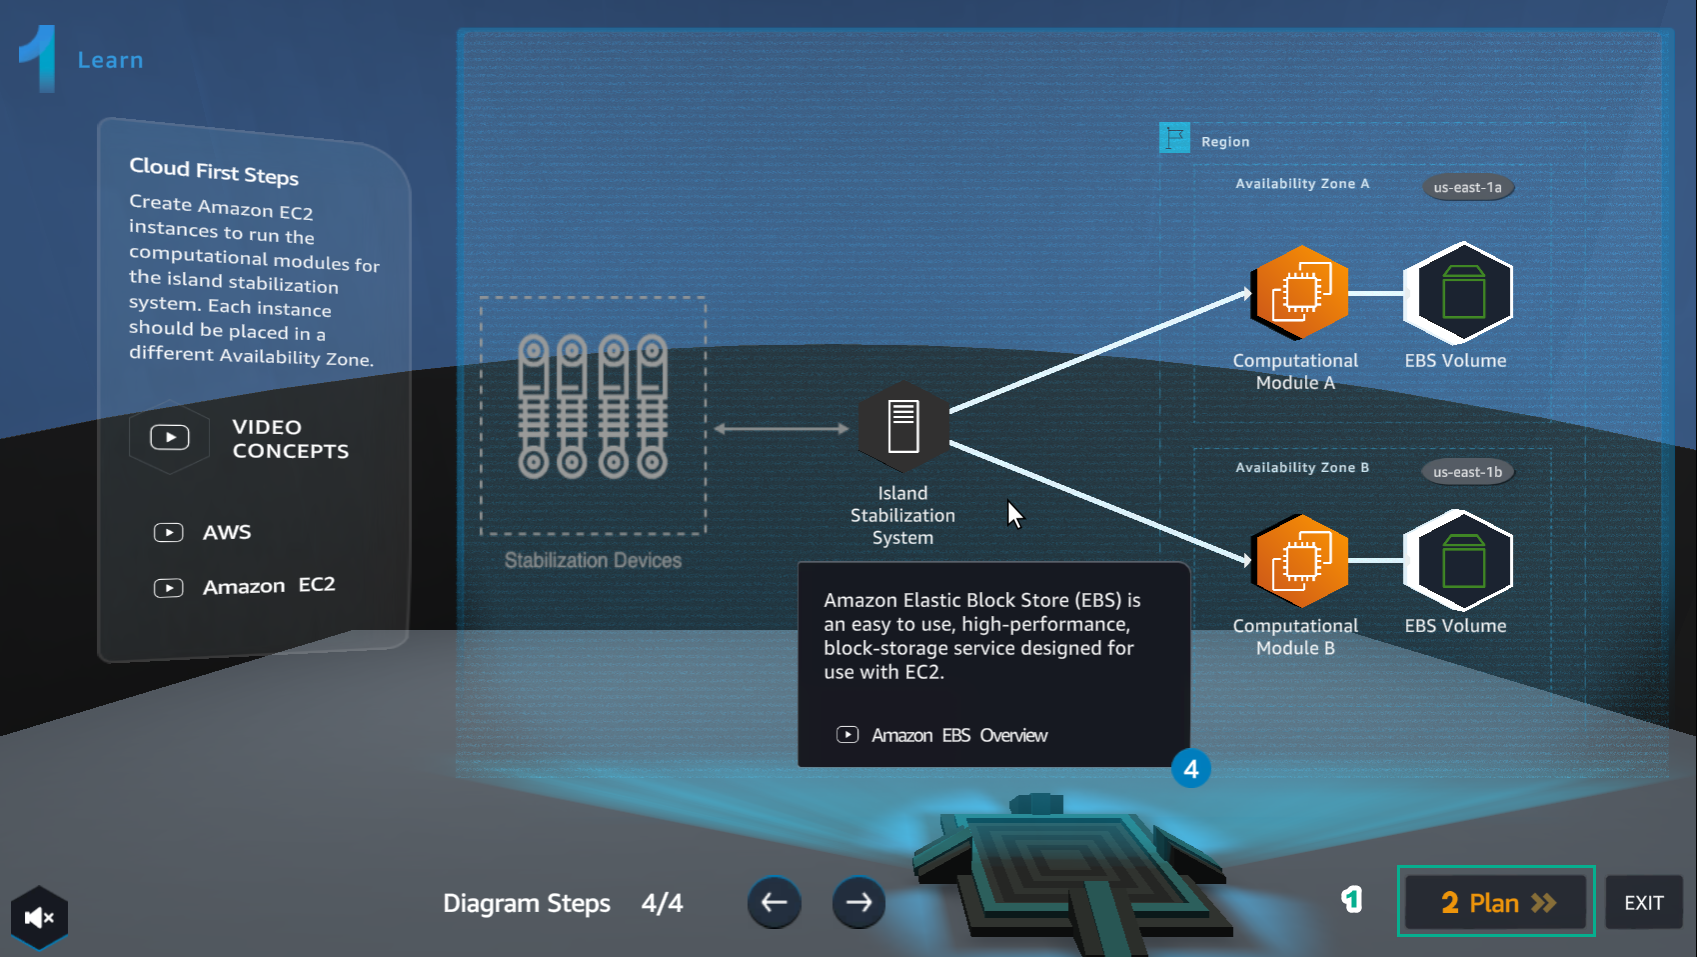 1 Learn
Cloud First Steps
Create Amazon EC2
instances to run the
computational modules for
the island stabilization
system. Each instance
should be placed in a
different Availability Zone.
VIDEO
CONCEPTS
AWS
Amazon EC2
Stabilization Devices
Island
Stabilization
System
Region
Availability Zone A
us-east-1a
Computational
Module A
EBS Volume
Availability Zone B
us-east-1b
Computational
Module B
EBS Volume
Amazon Elastic Block Store (EBS) is
an easy to use, high-performance,
block-storage service designed for
use with EC2.
Amazon EBS Overview
4
Diagram Steps 4/4
1
2 Plan
EXIT